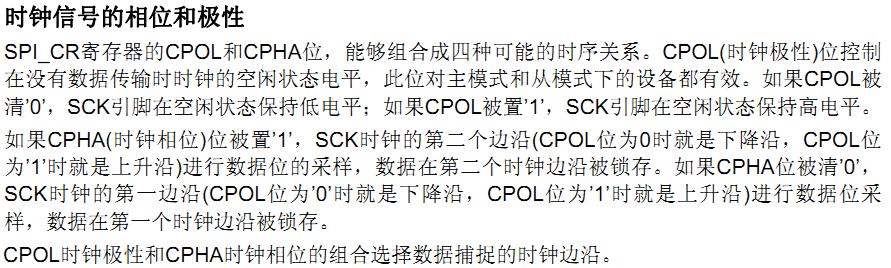 时钟信号的相位和极性
SPI_CR寄存器的CPOL和CPHA位，能够组合成四种可能的时序关系。CPOL(时钟极性)位控制
在没有数据传输时时钟的空闲状态电平，此位对主模式和从模式下的设备都有效。如果CPOL被
清'0'，SCK引脚在空闲状态保持低电平；如果CPOL被置'1'，SCK引脚在空闲状态保持高电平。
如果CPHA(时钟相位)位被置'1'，SCK时钟的第二个边沿(CPOL位为0时就是下降沿，CPOL位
为'1'时就是上升沿)进行数据位的采样，数据在第二个时钟边沿被锁存。如果CPHA位被清'0'，
SCK时钟的第一边沿(CPOL位为'0'时就是下降沿，CPOL位为'1'时就是上升沿)进行数据位采
样，数据在第一个时钟边沿被锁存。
CPOL时钟极性和CPHA时钟相位的组合选择数据捕捉的时钟边沿。